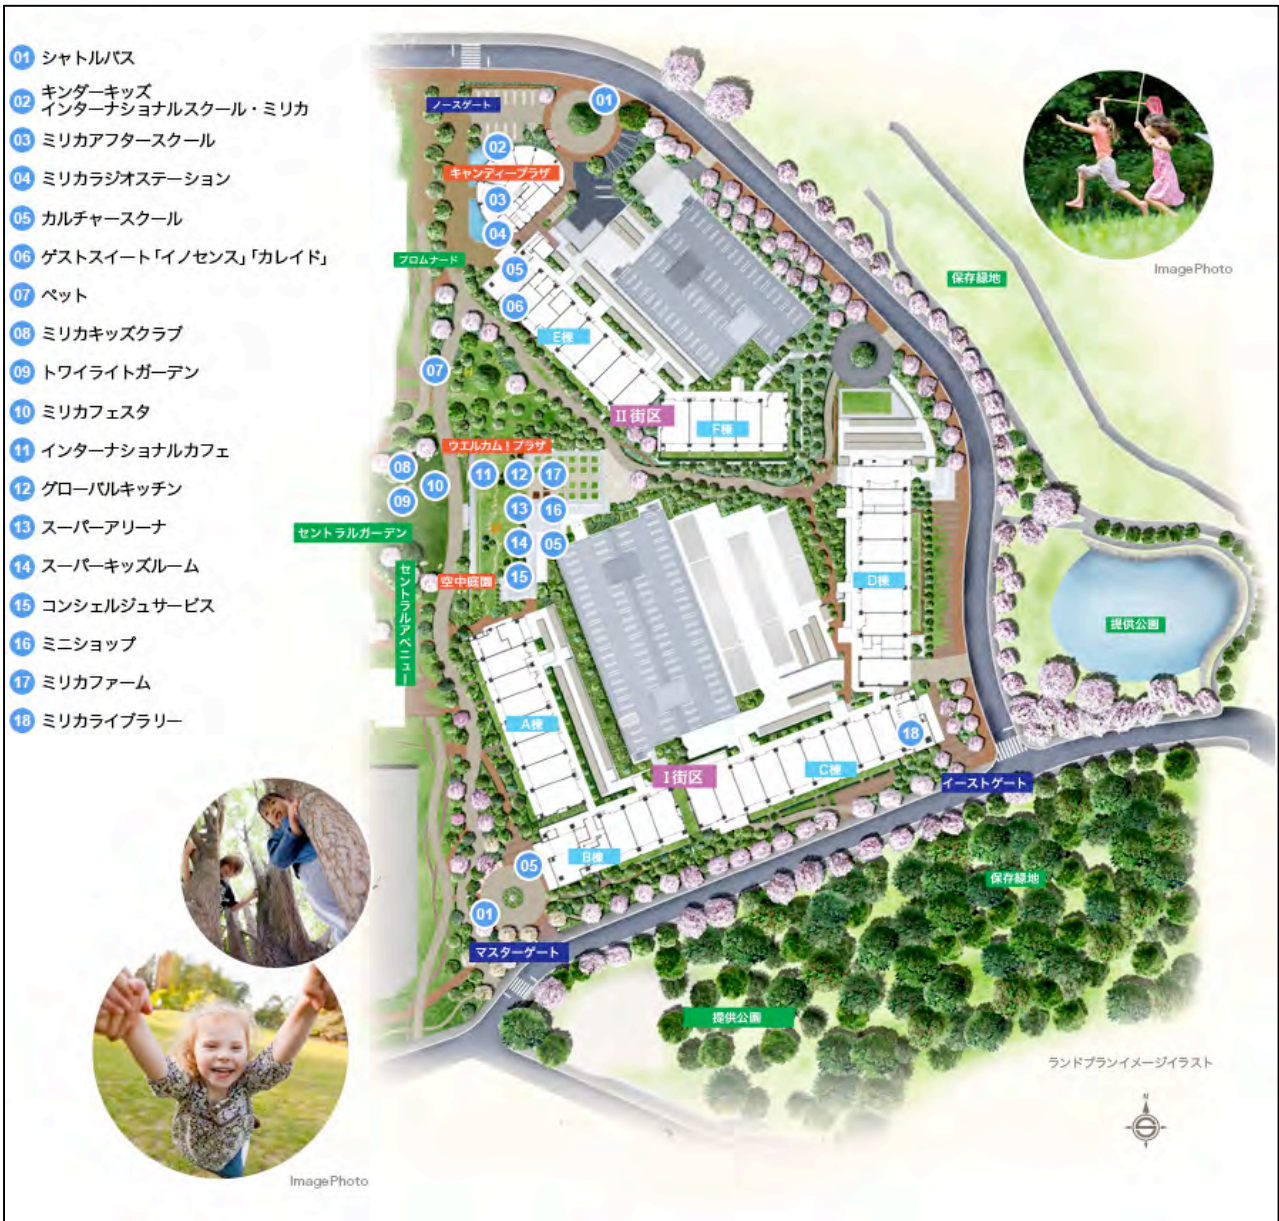 01 シャトルバス
02 キンダーキッズ
インターナショナルスクール・ミリカ
03 ミリカアフタースクール
04 ミリカラジオステーション
05 カルチャースクール
06 ゲストスイート「イノセンス」「カレイド」
07 ペット
08 ミリカキッズクラブ
09 トワイライトガーデン
10 ミリカフェスタ
11 インターナショナルカフェ
12 グローバルキッチン
13 スーパーアリーナ
14 スーパーキッズルーム
15 コンシェルジュサービス
16 ミニショップ
17 ミリカファーム
18 ミリカライブラリー
01
ノースゲート
02
キャンディープラザ
03
04
プロムナード
05
06
E棟
07
II街区
F棟
ウエルカム!プラザ
08
09
10
11
12
17
13
16
14
05
15
セントラルガーデン
空中庭園
セントラルアベニュー
D棟
A棟
I街区
C棟
18
イーストゲート
B棟
05
01
マスターゲート
保存緑地
提供公園
保存緑地
提供公園
ImagePhoto
ImagePhoto
ランドプランイメージイラスト
N